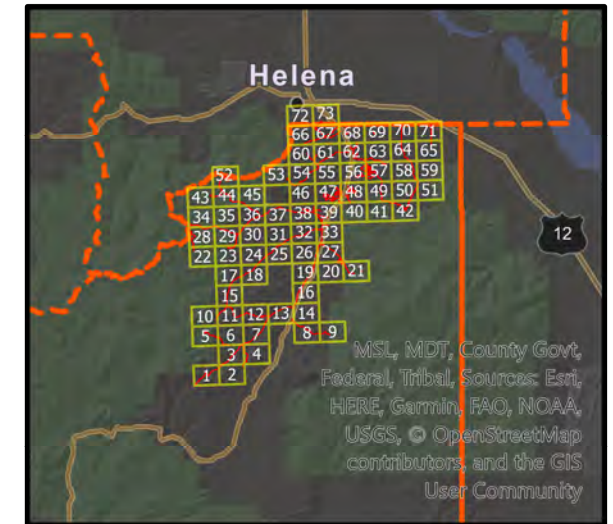 Helena
72 73
66 67 68 69 70 71
60 61 62 63 64 65
52 53 54 55 56 57 58 59
43 44 45 46 47 48 49 50 51
34 35 36 37 38 39 40 41 42
28 29 30 31 32 33
12
22 23 24 25 26 27
17 18 19 20 21
15 16
10 11 12 13 14
5 6 7 8 9
3 4
1 2
MSL, MDT, County Govt,
Federal, Tribal, Sources: Esri,
HERE, Garmin, FAO, NOAA,
USGS, © OpenStreetMap
contributors, and the GIS
User Community